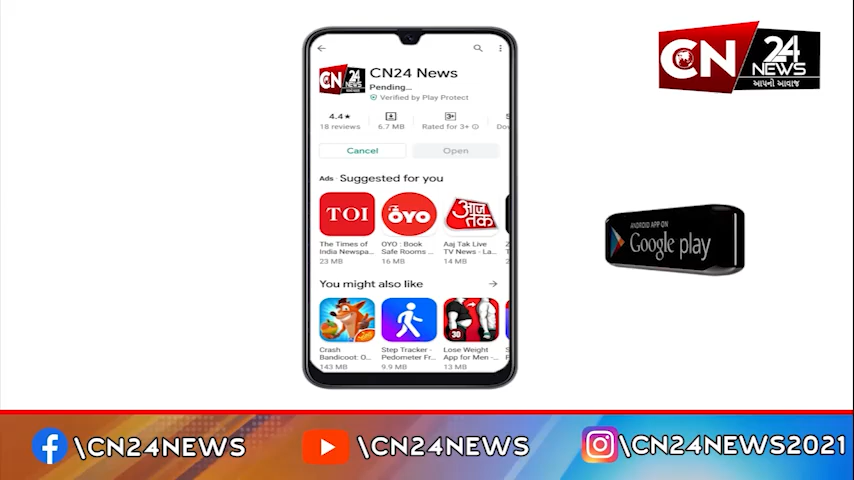 CN24 News
Pending...
Verified by Play Protect
4.4★
18 reviews
6.7 MB
3+
Rated for 3+
Cancel
Open
Ads · Suggested for you
TOI
OYO
आज तक
The Times of
India Newspa...
23 MB
OYO : Book
Safe Rooms ...
16 MB
Aaj Tak Live
TV News - La...
14 MB
You might also like
30
Crash
Bandicoot: O...
143 MB
Step Tracker -
Pedometer Fr...
9.9 MB
Lose Weight
App for Men - ...
13 MB
CN 24
NEWS
આપનો અવાજ
ANDROID APP ON
Google play
\CN24NEWS
\CN24NEWS
\CN24NEWS2021